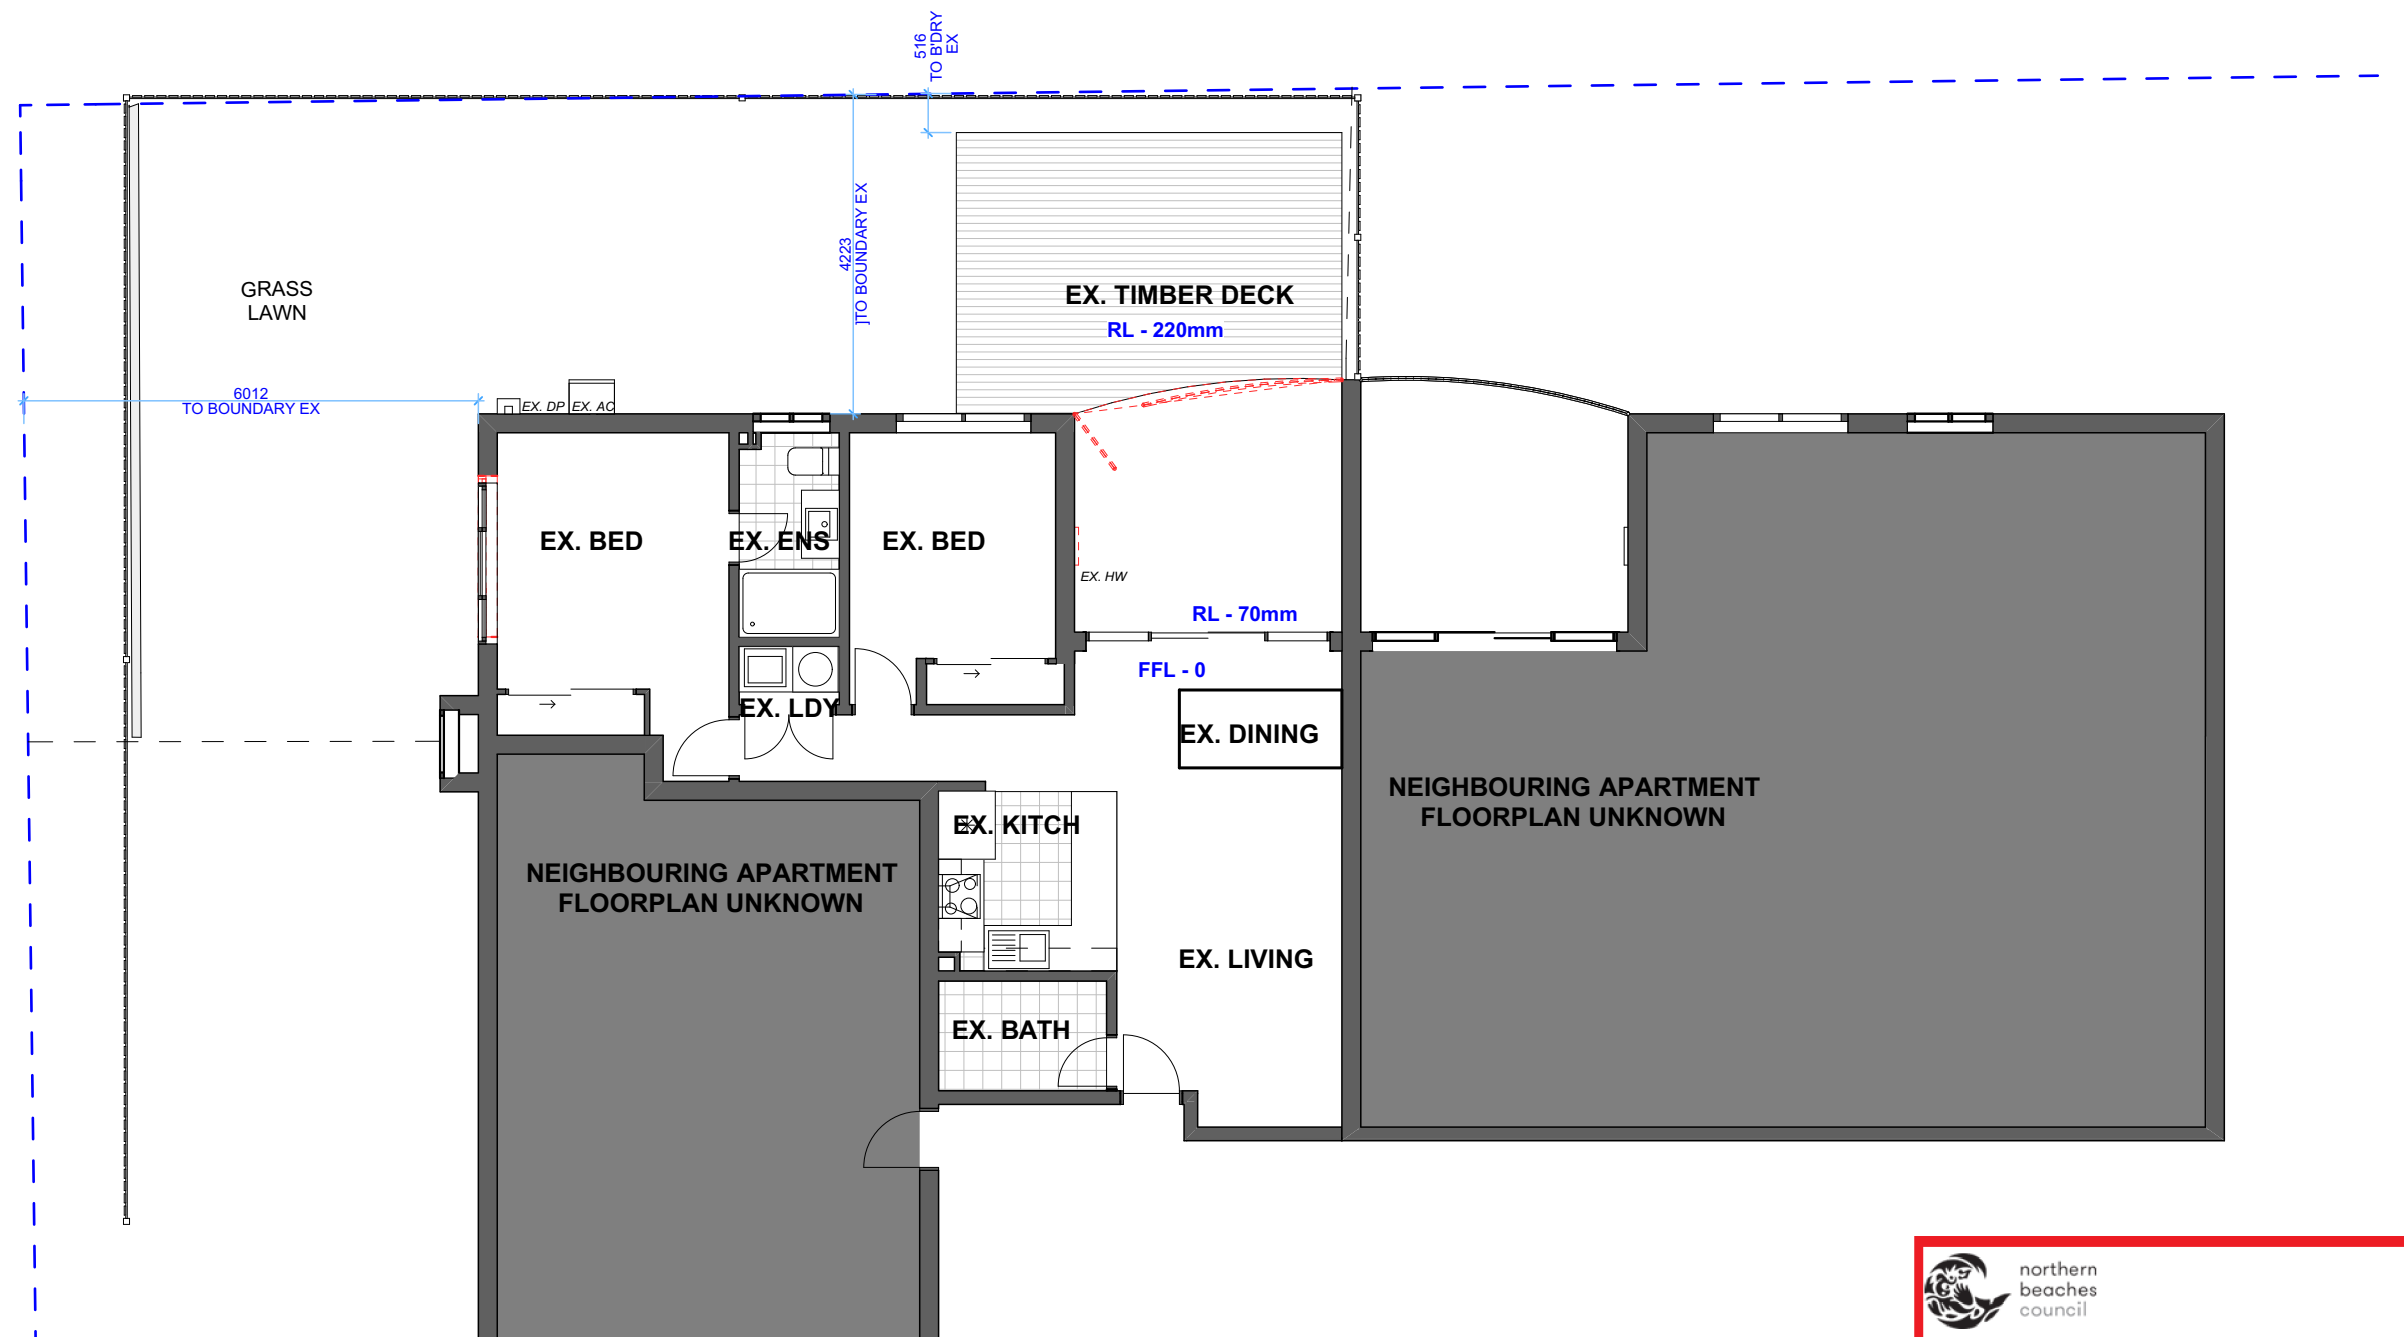 516
TO B'DRY
EX
4223
]TO BOUNDARY EX
GRASS
LAWN
EX. TIMBER DECK
RL - 220mm
6012
TO BOUNDARY EX
EX. DP
EX. AC
EX. BED
EX. ENS
EX. BED
EX. HW
RL - 70mm
FFL - 0
EX. LDY
EX. DINING
NEIGHBOURING APARTMENT
FLOORPLAN UNKNOWN
EX. KITCH
NEIGHBOURING APARTMENT
FLOORPLAN UNKNOWN
EX. LIVING
EX. BATH
northern
beaches
council